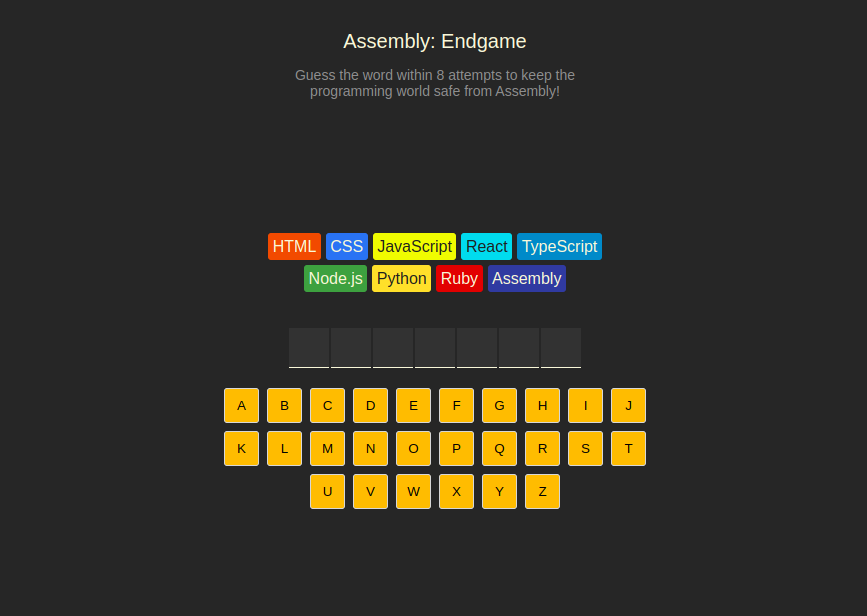 Assembly: Endgame
Guess the word within 8 attempts to keep the
programming world safe from Assembly!
HTML CSS JavaScript React TypeScript
Node.js Python Ruby Assembly
A B C D E F G H I J
K L M N O P Q R S T
U V W X Y Z